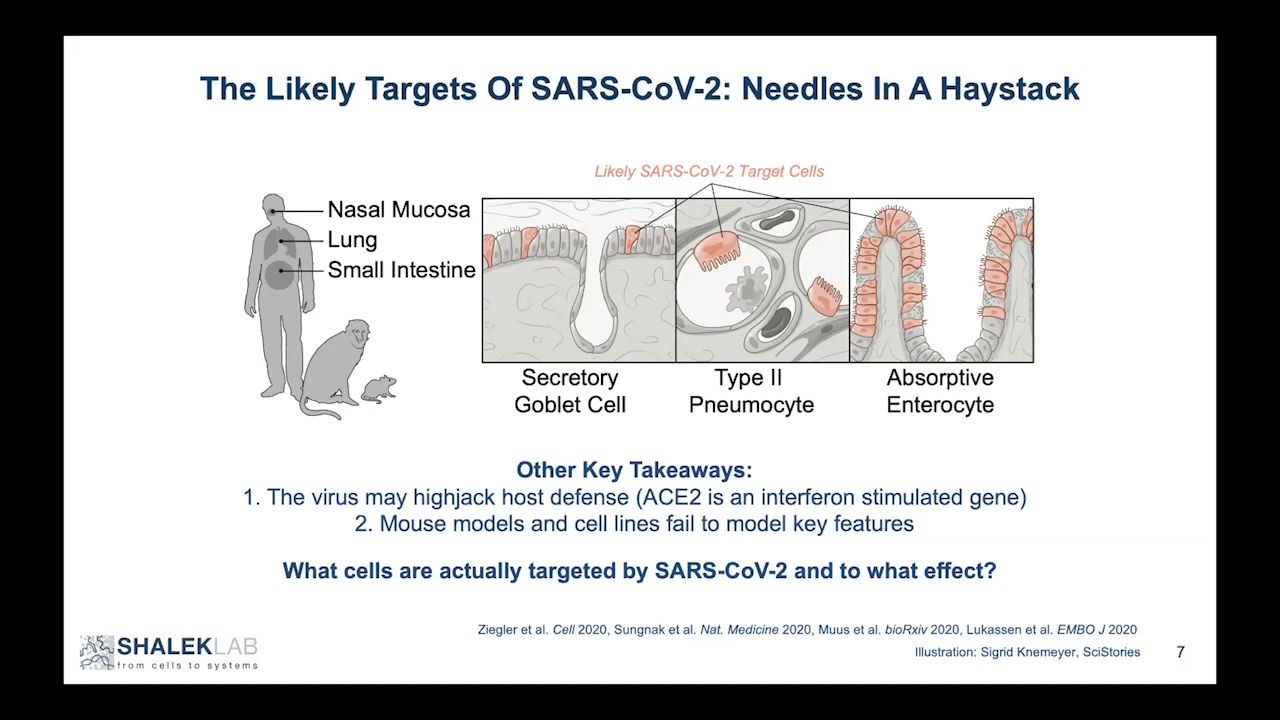 The Likely Targets Of SARS-CoV-2: Needles In A Haystack
Likely SARS-CoV-2 Target Cells
Nasal Mucosa
Lung
Small Intestine
Secretory
Goblet Cell
Type II
Pneumocyte
Absorptive
Enterocyte
Other Key Takeaways:
1. The virus may highjack host defense (ACE2 is an interferon stimulated gene)
2. Mouse models and cell lines fail to model key features
What cells are actually targeted by SARS-CoV-2 and to what effect?
Ziegler et al. Cell 2020, Sungnak et al. Nat. Medicine 2020, Muus et al. bioRxiv 2020, Lukassen et al. EMBO J 2020
Illustration: Sigrid Knemeyer, SciStories
7
SHALEKLAB
from cells to systems